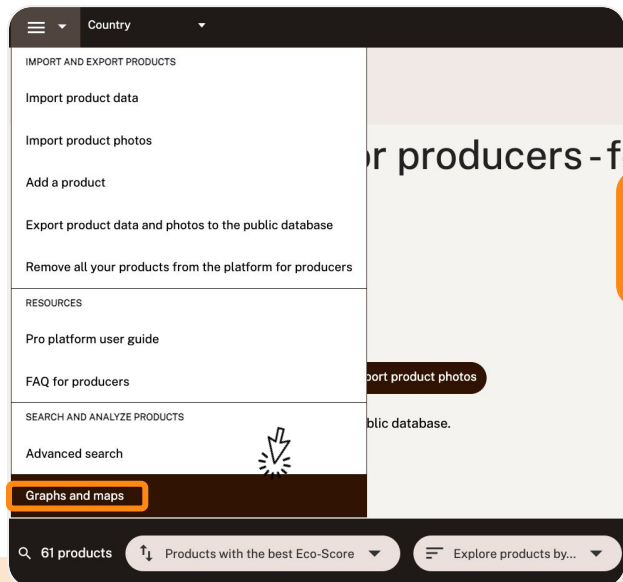 Country
IMPORT AND EXPORT PRODUCTS
Import product data
Import product photos
Add a product
Export product data and photos to the public database
Remove all your products from the platform for producers
RESOURCES
Pro platform user guide
FAQ for producers
SEARCH AND ANALYZE PRODUCTS
Advanced search
Graphs and maps
r producers - f
port product photos
blic database.
61 products
Products with the best Eco-Score
Explore products by...